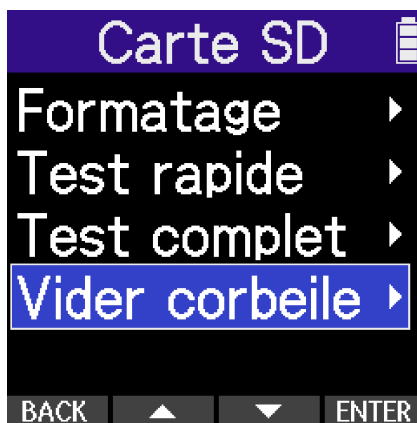 Carte SD
Formatage
Test rapide
Test complet
Vider corbeile
BACK ENTER